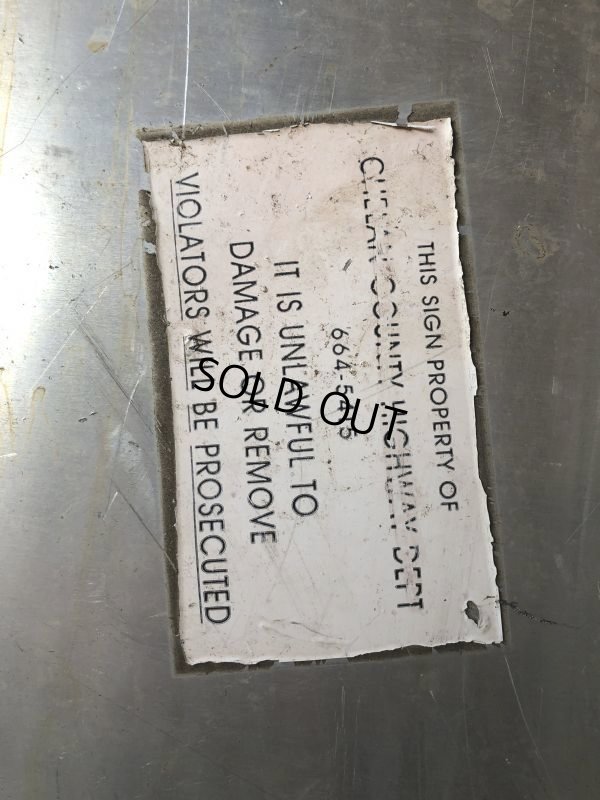 THIS SIGN PROPERTY OF
CHELAN COUNTY HIGHWAY DEPT
IT IS UNLAWFUL TO
DAMAGE OR REMOVE
VIOLATORS WILL BE PROSECUTED
SOLD OUT